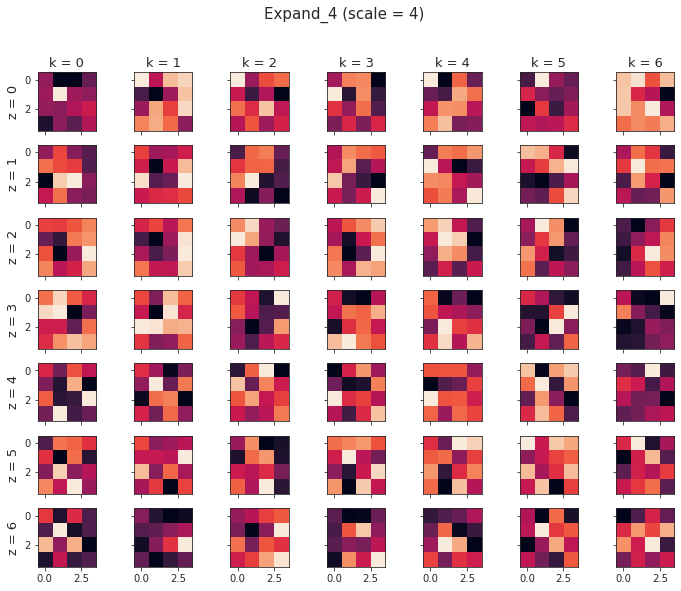 Expand_4 (scale = 4)
k = 0 k = 1 k = 2 k = 3 k = 4 k = 5 k = 6
z = 0 0 2
z = 1 0 2
z = 2 0 2
z = 3 0 2
z = 4 0 2
z = 5 0 2
z = 6 0 2
0.0 2.5 0.0 2.5 0.0 2.5 0.0 2.5 0.0 2.5 0.0 2.5 0.0 2.5